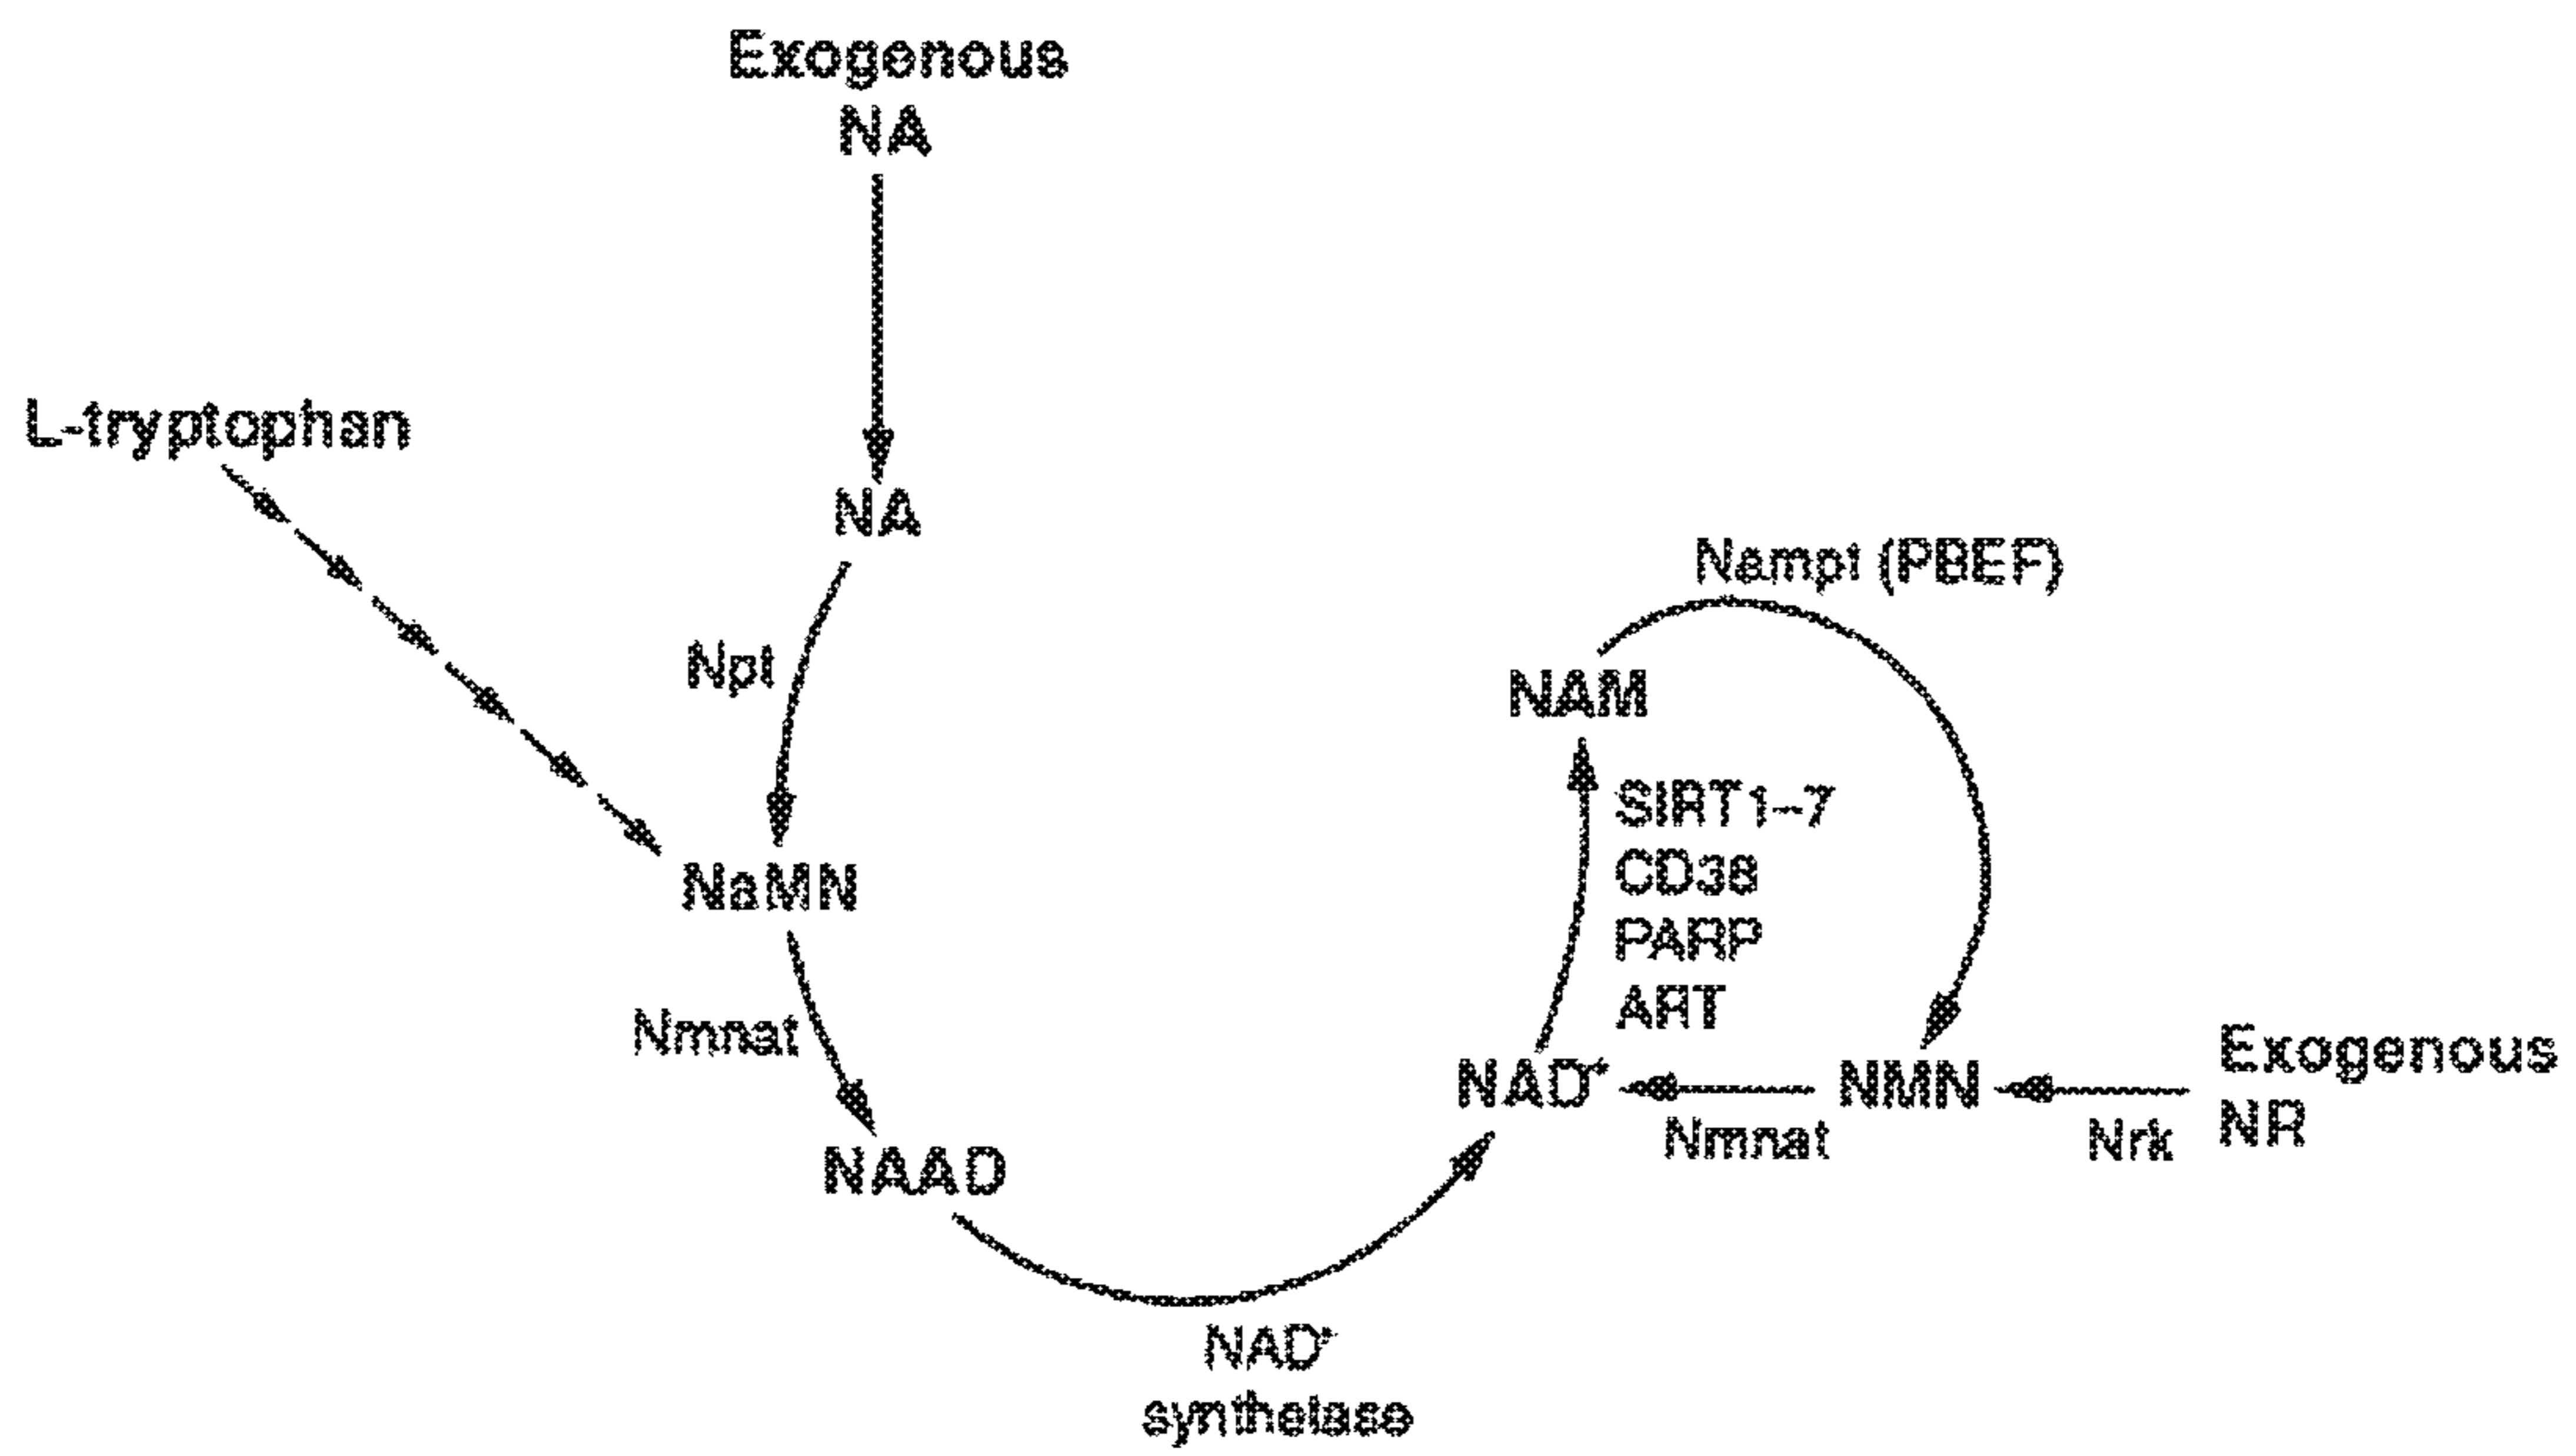 Exogenous
NA
L-tryptophan
NA
Nampt (PBEF)
Npt
NAM
SIRT1–7
CD38
PARP
ART
NaMN
Nmnat
NAD+
NMN
Exogenous
NR
Nmnat
Nrk
NAAD
NAD+
synthelase